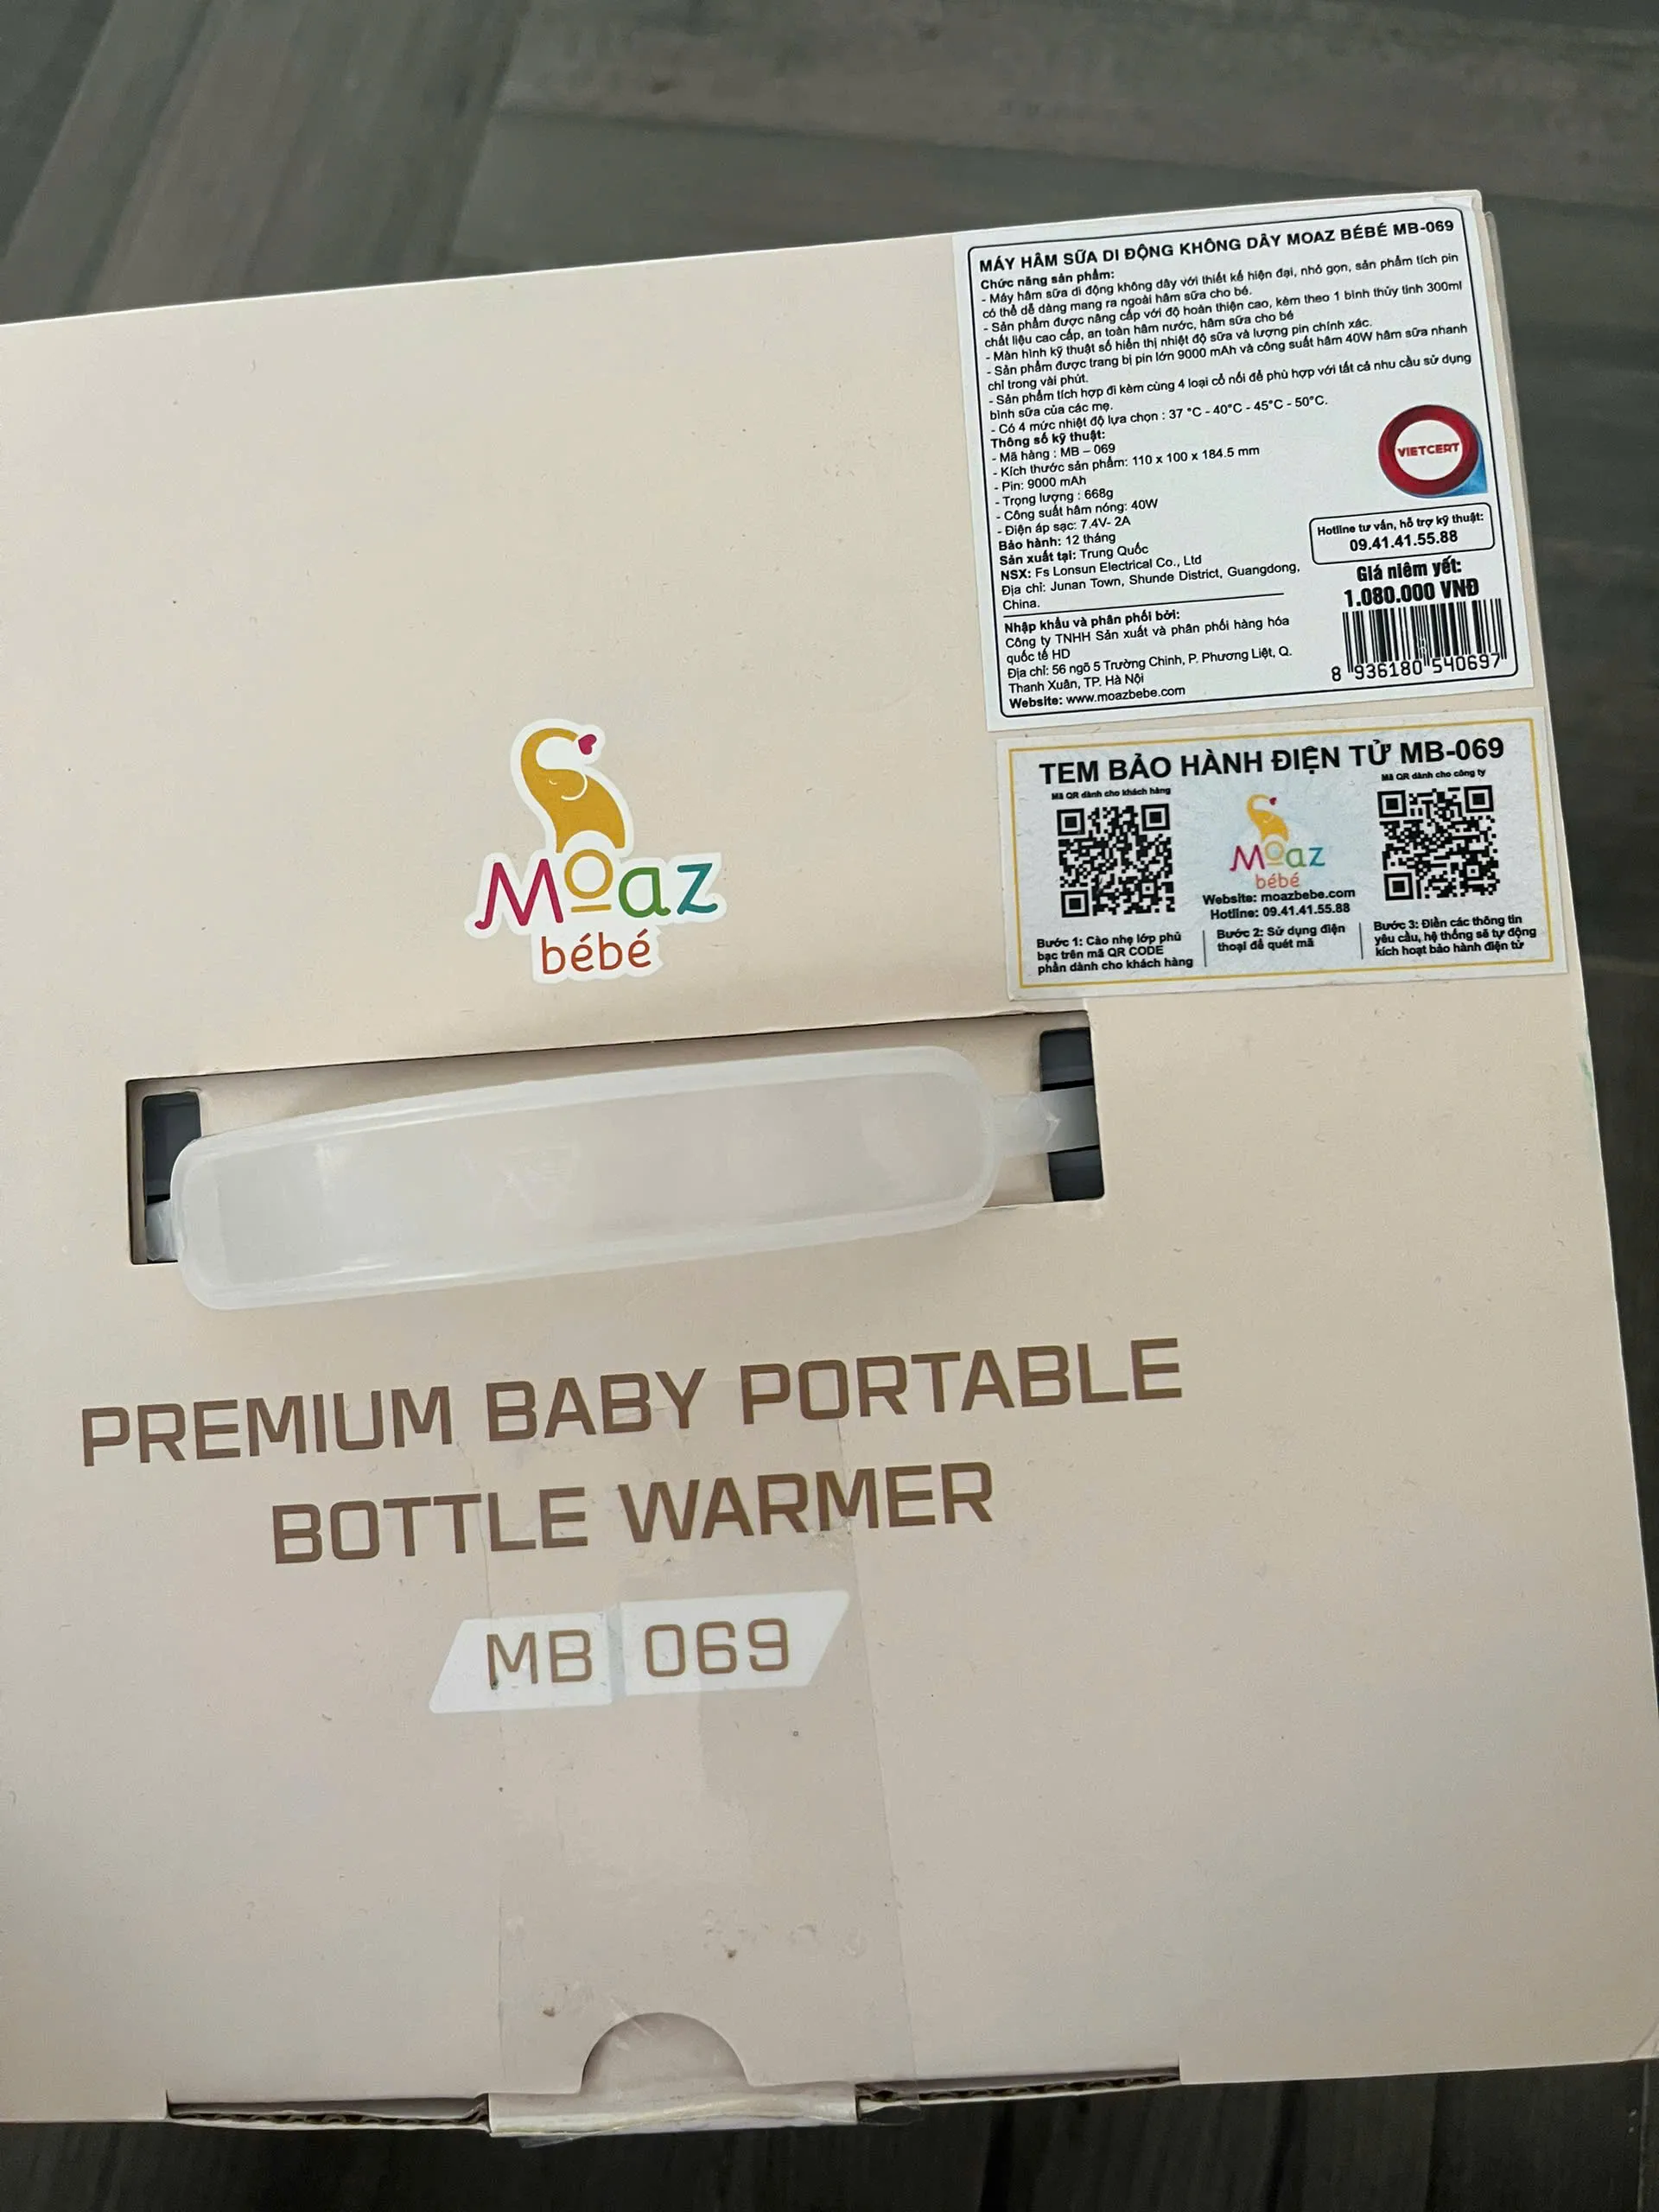 MÁY HÂM SỮA DI ĐỘNG KHÔNG DÂY MOAZ BÉBÉ MB-069
Chức năng sản phẩm:
- Máy hâm sữa di động không dây với thiết kế hiện đại, nhỏ gọn, sản phẩm tích pin
có thể dễ dàng mang ra ngoài hâm sữa cho bé.
- Sản phẩm được nâng cấp với độ hoàn thiện cao, kèm theo 1 bình thủy tinh 300ml
chất liệu cao cấp, an toàn hâm nước, hâm sữa cho bé
- Màn hình kỹ thuật số hiển thị nhiệt độ sữa và lượng pin chính xác.
- Sản phẩm được trang bị pin lớn 9000 mAh và công suất hâm 40W hâm sữa nhanh
chỉ trong vài phút.
- Sản phẩm tích hợp đi kèm cùng 4 loại cổ nối để phù hợp với tất cả nhu cầu sử dụng
bình sữa của các mẹ.
- Có 4 mức nhiệt độ lựa chọn : 37 °C - 40°C - 45°C - 50°C.
Thông số kỹ thuật:
- Mã hàng : MB – 069
- Kích thước sản phẩm: 110 x 100 x 184.5 mm
- Pin: 9000 mAh
- Trọng lượng : 668g
- Công suất hâm nóng: 40W
- Điện áp sạc: 7.4V- 2A
Bảo hành: 12 tháng
Sản xuất tại: Trung Quốc
NSX: Fs Lonsun Electrical Co., Ltd
Địa chỉ: Junan Town, Shunde District, Guangdong,
China.
Nhập khẩu và phân phối bởi:
Công ty TNHH Sản xuất và phân phối hàng hóa
quốc tế HD
Địa chỉ: 56 ngõ 5 Trường Chinh, P. Phương Liệt, Q.
Thanh Xuân, TP. Hà Nội
Website: www.moazbebe.com
VIETCERT
Hotline tư vấn, hỗ trợ kỹ thuật:
09.41.41.55.88
Giá niêm yết:
1.080.000 VNĐ
8 936180 540697
TEM BẢO HÀNH ĐIỆN TỬ MB-069
Mã QR dành cho khách hàng
Mã QR dành cho công ty
Moaz
bébé
Website: moazbebe.com
Hotline: 09.41.41.55.88
Bước 1: Cào nhẹ lớp phủ
bạc trên mã QR CODE
phần dành cho khách hàng
Bước 2: Sử dụng điện
thoại để quét mã
Bước 3: Điền các thông tin
yêu cầu, hệ thống sẽ tự động
kích hoạt bảo hành điện tử
Moaz
bébé
PREMIUM BABY PORTABLE
BOTTLE WARMER
MB 069